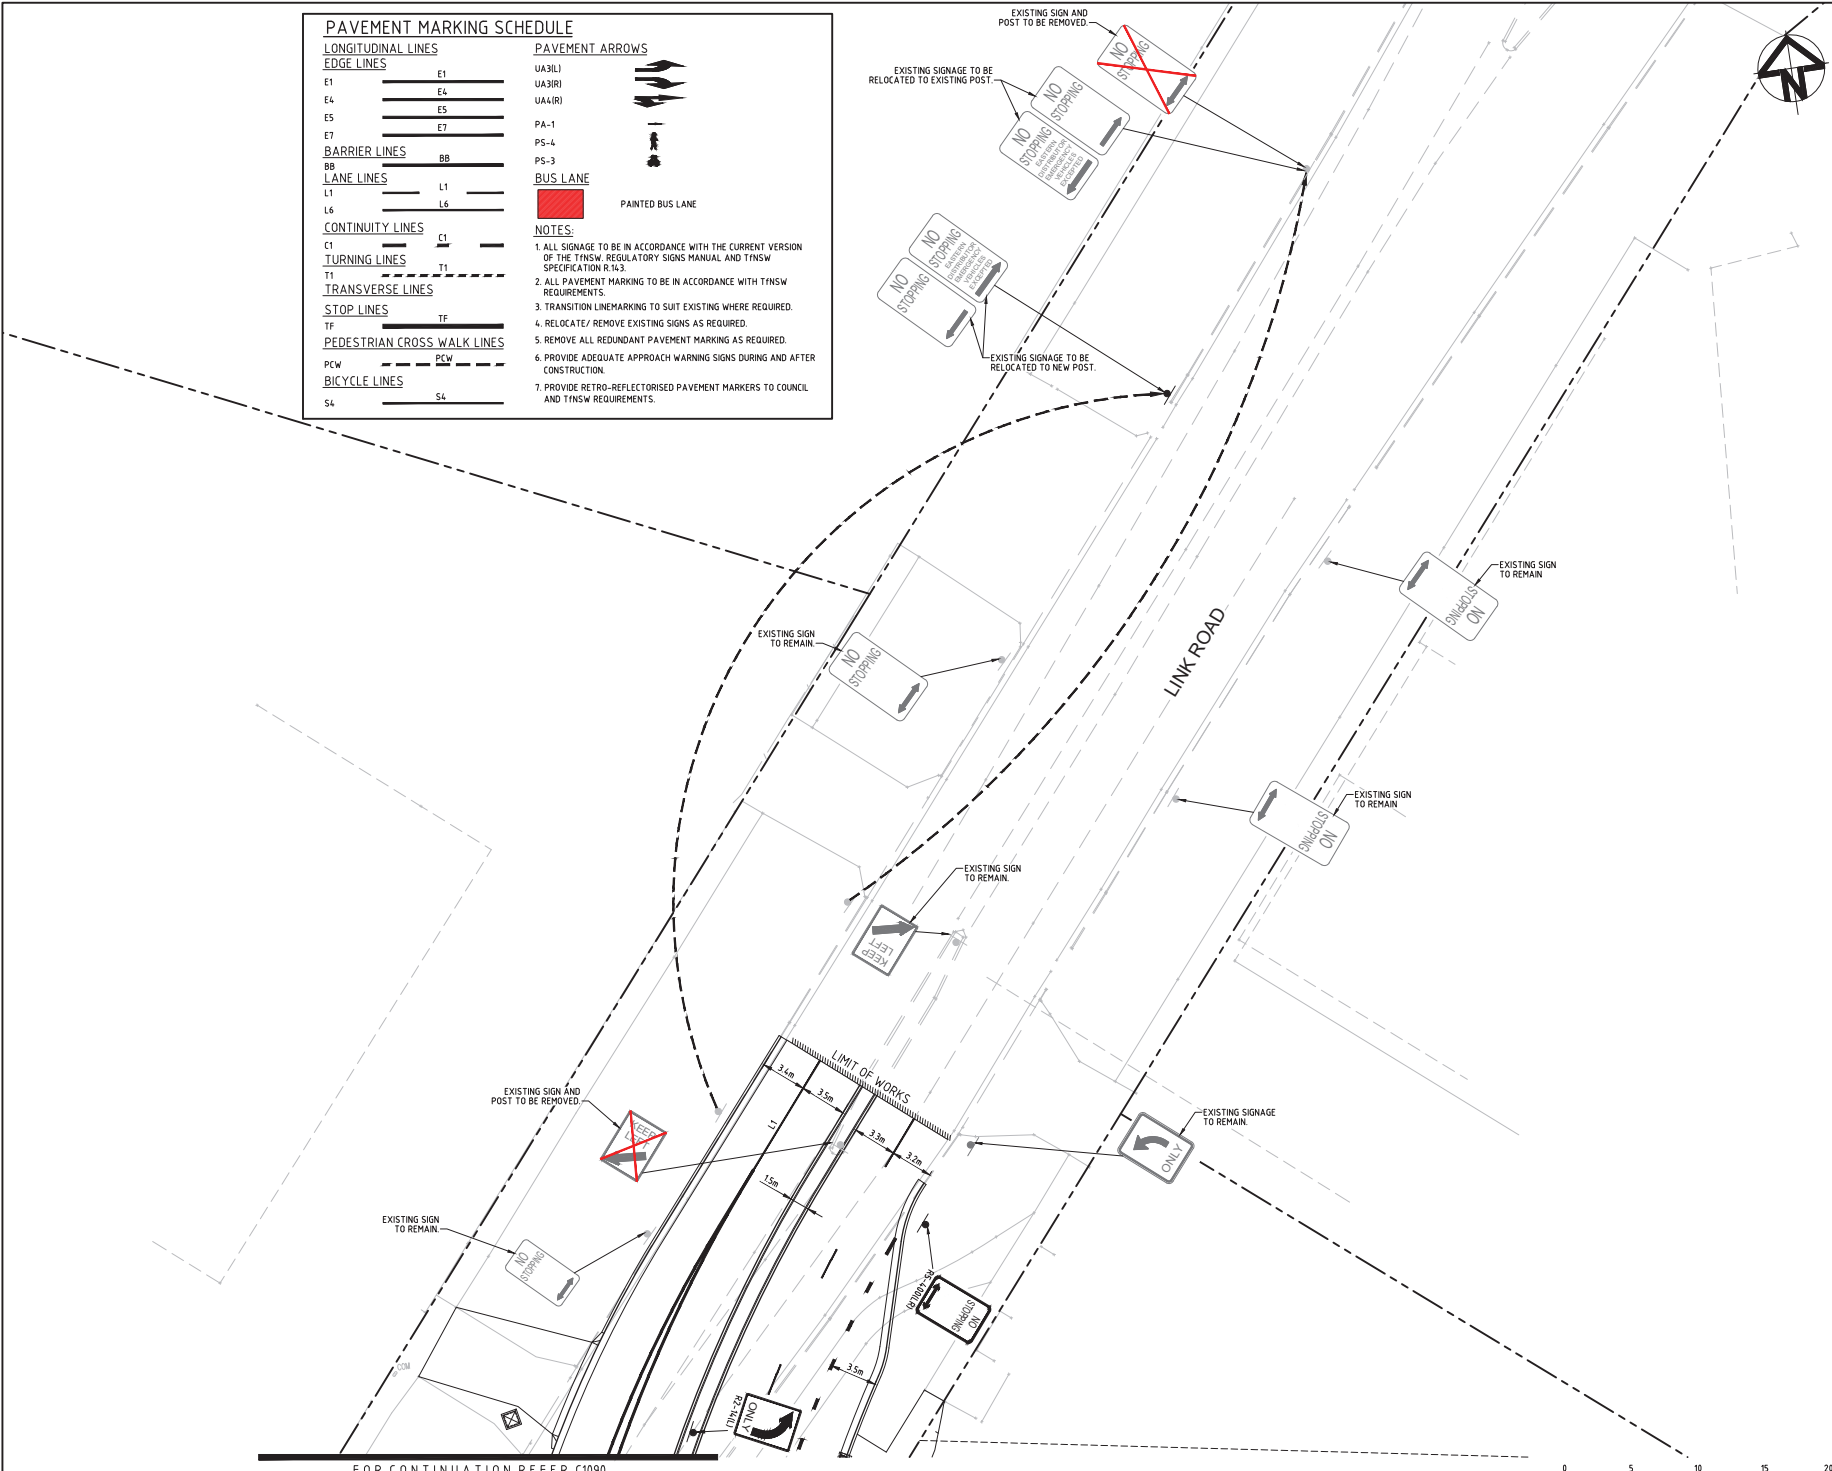 PAVEMENT MARKING SCHEDULE
LONGITUDINAL LINES
EDGE LINES
E1 E1
E4 E4
E5 E5
E7 E7
BARRIER LINES
BB BB
LANE LINES
L1 L1
L6 L6
CONTINUITY LINES
C1 C1
TURNING LINES
T1 T1
TRANSVERSE LINES
STOP LINES
TF TF
PEDESTRIAN CROSS WALK LINES
PCW PCW
BICYCLE LINES
S4 S4
PAVEMENT ARROWS
UA3(L)
UA3(R)
UA4(R)
PA-1
PS-4
PS-3
BUS LANE
PAINTED BUS LANE
NOTES:
1. ALL SIGNAGE TO BE IN ACCORDANCE WITH THE CURRENT VERSION
OF THE TfNSW. REGULATORY SIGNS MANUAL AND TfNSW
SPECIFICATION R.143.
2. ALL PAVEMENT MARKING TO BE IN ACCORDANCE WITH TfNSW
REQUIREMENTS.
3. TRANSITION LINEMARKING TO SUIT EXISTING WHERE REQUIRED.
4. RELOCATE/ REMOVE EXISTING SIGNS AS REQUIRED.
5. REMOVE ALL REDUNDANT PAVEMENT MARKING AS REQUIRED.
6. PROVIDE ADEQUATE APPROACH WARNING SIGNS DURING AND AFTER
CONSTRUCTION.
7. PROVIDE RETRO-REFLECTORISED PAVEMENT MARKERS TO COUNCIL
AND TfNSW REQUIREMENTS.
EXISTING SIGN AND
POST TO BE REMOVED.
NO
STOPPING
EXISTING SIGNAGE TO BE
RELOCATED TO EXISTING POST.
NO
STOPPING
NO
STOPPING
EASTERN
DISTRIBUTOR
EMERGENCY
VEHICLES
EXCEPTED
N
NO
STOPPING
EASTERN
DISTRIBUTOR
EMERGENCY
VEHICLES
EXCEPTED
NO
STOPPING
EXISTING SIGNAGE TO BE
RELOCATED TO NEW POST.
EXISTING SIGN
TO REMAIN
NO
STOPPING
LINK ROAD
EXISTING SIGN
TO REMAIN.
NO
STOPPING
EXISTING SIGN
TO REMAIN
NO
STOPPING
EXISTING SIGN
TO REMAIN.
KEEP
LEFT
LIMIT OF WORKS
3.4m
3.5m
3.3m
3.2m
L1
1.5m
EXISTING SIGN AND
POST TO BE REMOVED.
KEEP
LEFT
EXISTING SIGNAGE
TO REMAIN.
ONLY
EXISTING SIGN
TO REMAIN.
NO
STOPPING
R5-400(LR)
NO
STOPPING
3.5m
COM
R2-14(L)
ONLY
FOR CONTINUATION REFER C1090
0 5 10 15 20